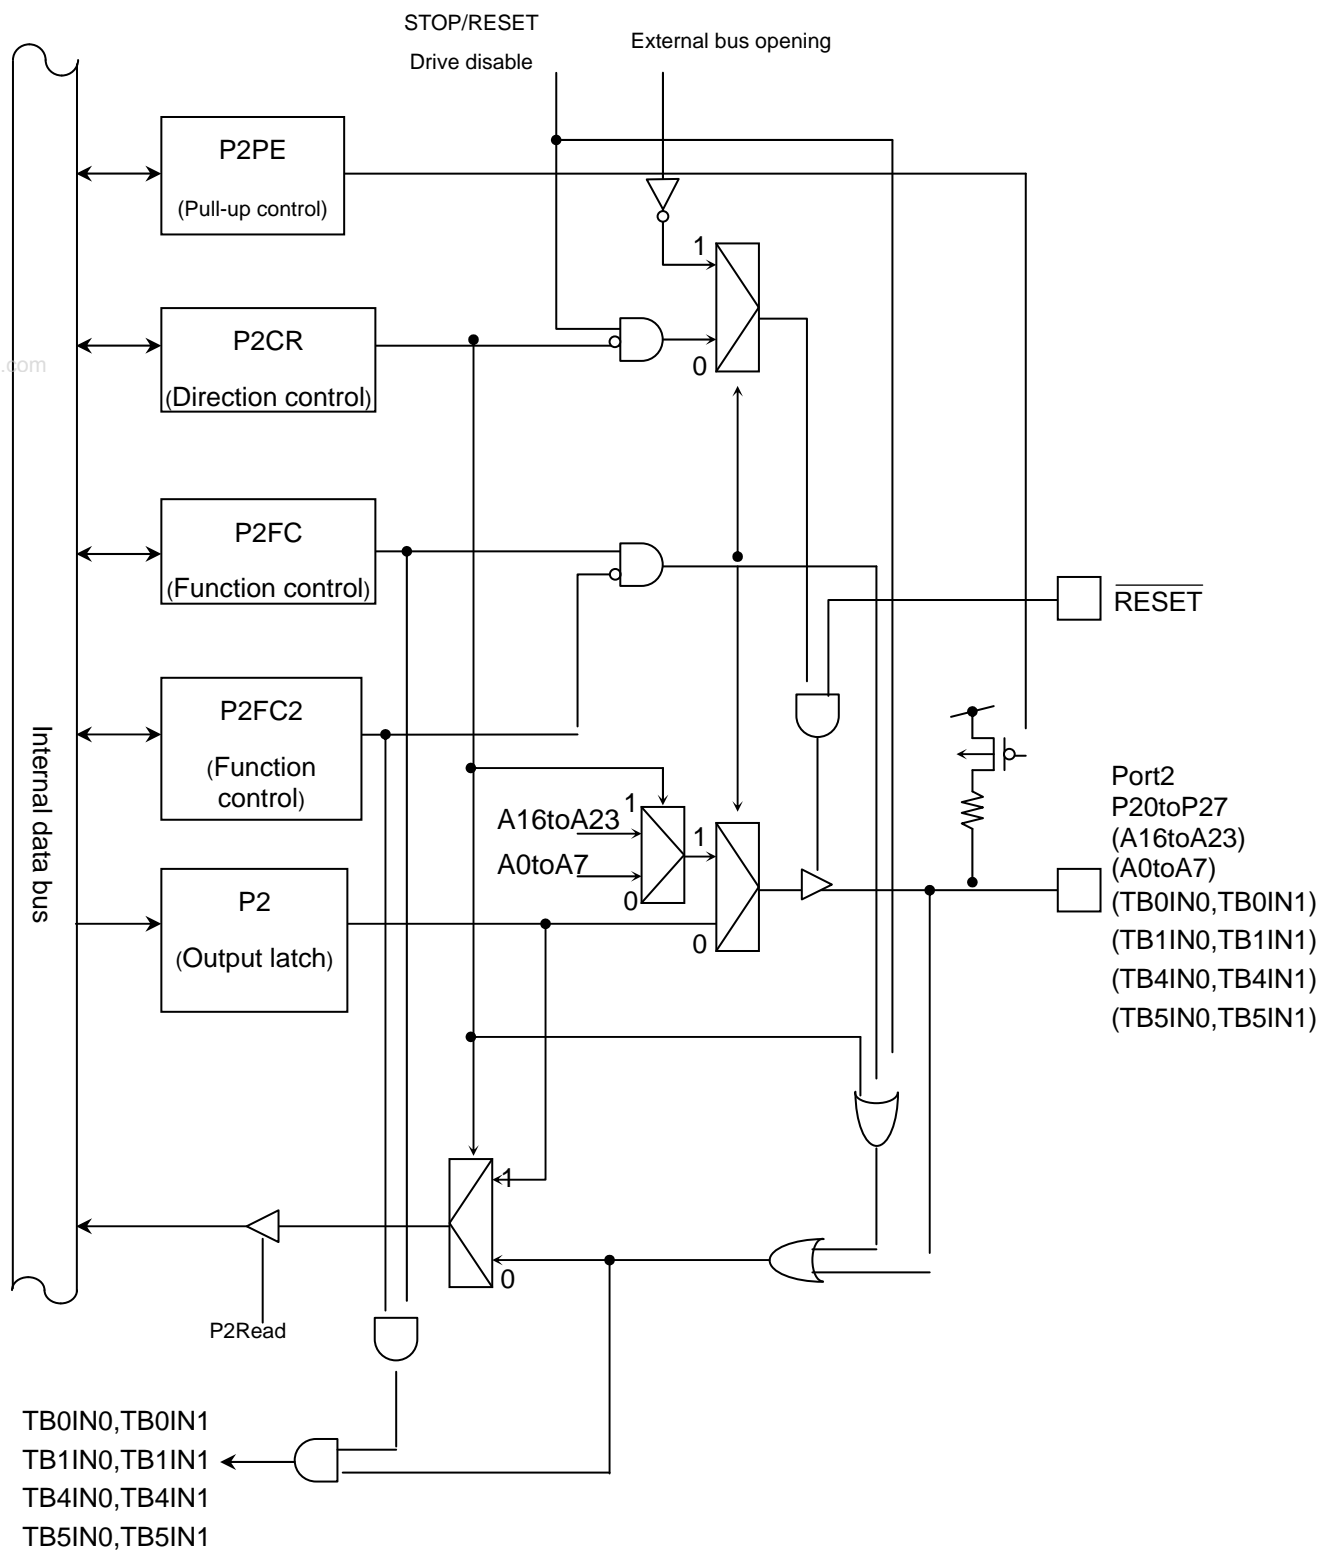 STOP/RESET
Drive disable
External bus opening
P2PE
(Pull-up control)
1
0
P2CR
(Direction control)
.com
P2FC
(Function control)
RESET
P2FC2
(Function
control)
Internal data bus
1
A16toA23
A0toA7
0
1
0
Port2
P20toP27
(A16toA23)
(A0toA7)
(TB0IN0,TB0IN1)
(TB1IN0,TB1IN1)
(TB4IN0,TB4IN1)
(TB5IN0,TB5IN1)
P2
(Output latch)
1
0
P2Read
TB0IN0,TB0IN1
TB1IN0,TB1IN1
TB4IN0,TB4IN1
TB5IN0,TB5IN1